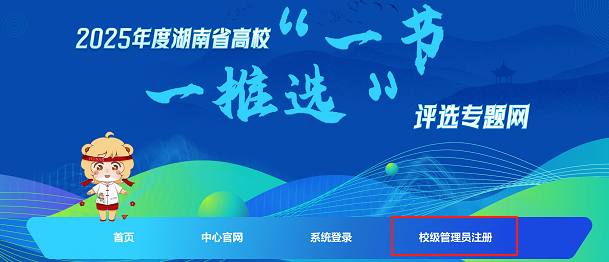 2025年度湖南省高校“一节
一推选”
评选专题网
首页 中心官网 系统登录 校级管理员注册